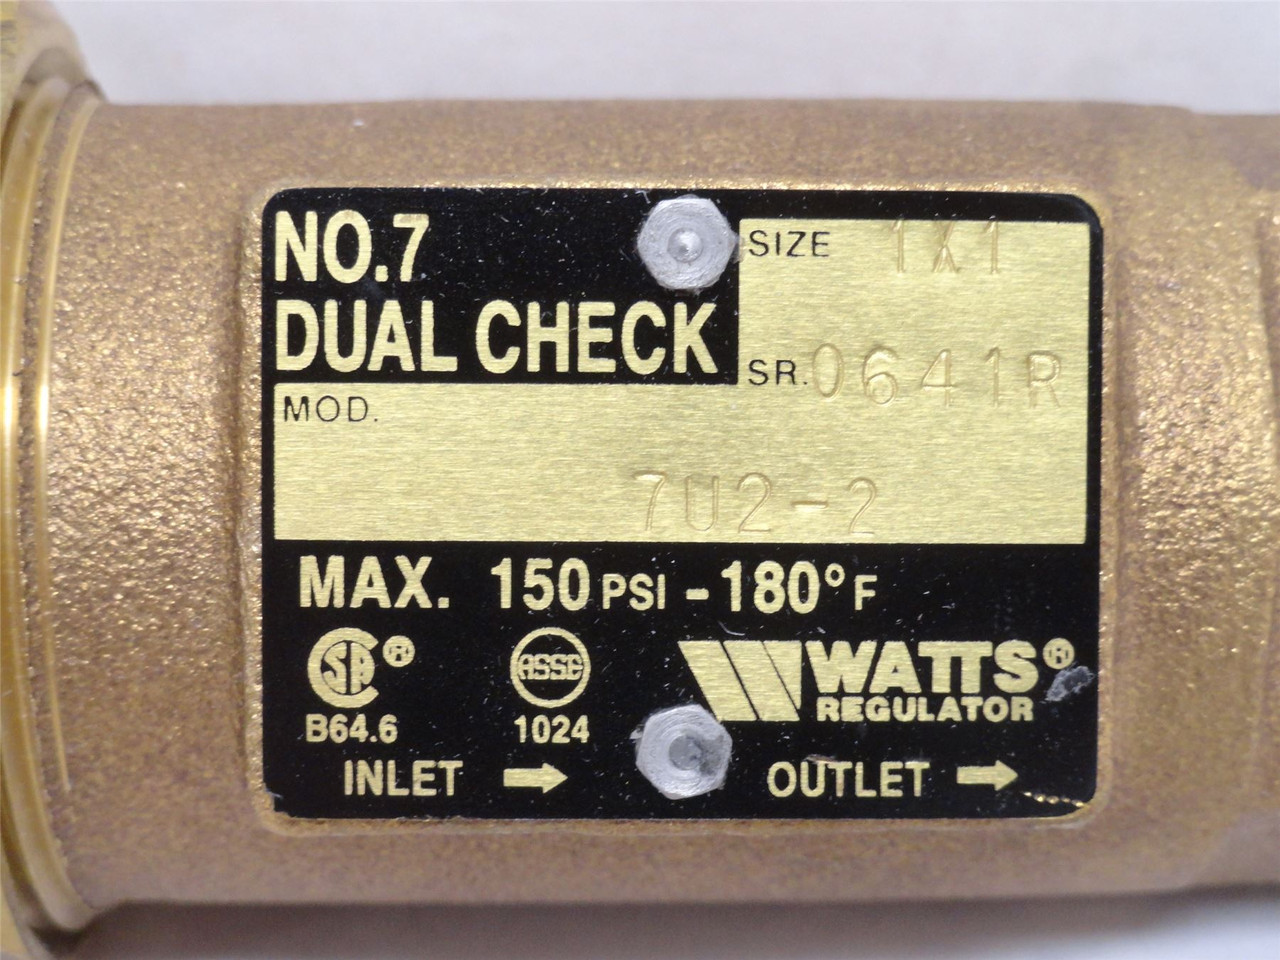 NO.7
DUAL CHECK
SIZE 1X1
SR. 0641R
MOD.
7U2-2
MAX. 150 PSI - 180° F
CSA®
B64.6
ASSE
1024
WATTS®
REGULATOR
INLET →
OUTLET →